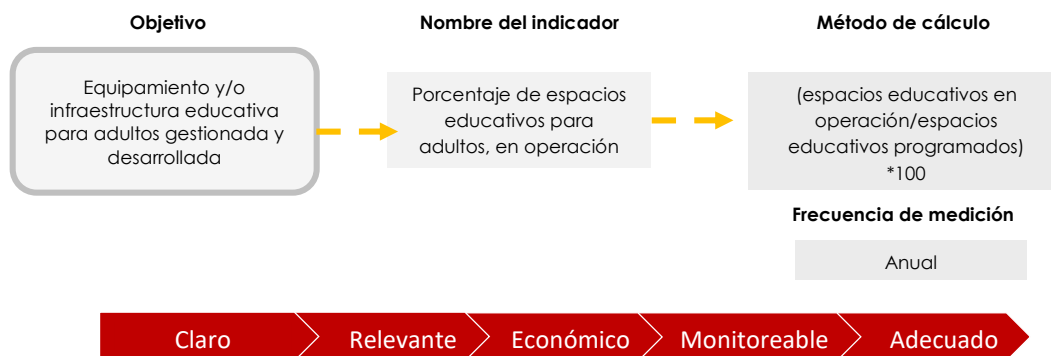 Objetivo
Nombre del indicador
Método de cálculo
Equipamiento y/o
infraestructura educativa
para adultos gestionada y
desarrollada
Porcentaje de espacios
educativos para
adultos, en operación
(espacios educativos en
operación/espacios
educativos programados)
*100
Frecuencia de medición
Anual
Claro
Relevante
Económico
Monitoreable
Adecuado